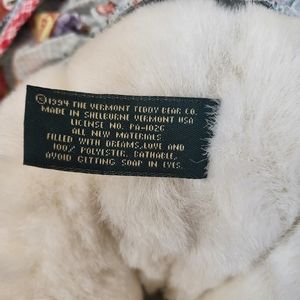 ©1994 THE VERMONT TEDDY BEAR CO.
MADE IN SHELBURNE VERMONT USA
LICENSE NO. PA-102G
ALL NEW MATERIALS
FILLED WITH DREAMS,LOVE AND
100% POLYESTER. BATHABLE,
AVOID GETTING SOAP IN EYES.